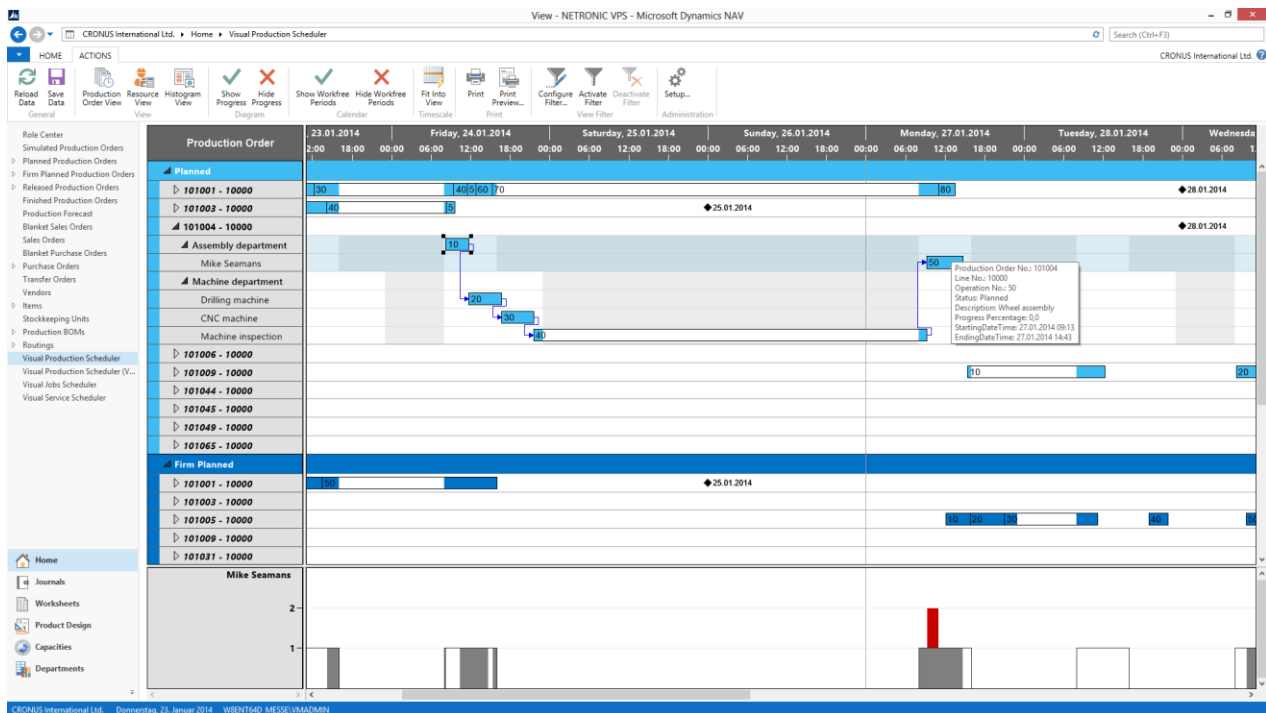 View - NETRONIC VPS - Microsoft Dynamics NAV
CRONUS International Ltd. Home Visual Production Scheduler
Search (Ctrl+F3)
HOME ACTIONS
CRONUS International Ltd.
Reload Data
Save Data
Production Order View
Resource View
Histogram View
Show Progress
Hide Progress
Show Workfree Periods
Hide Workfree Periods
Fit Into View
Print
Print Preview...
Configure Filter...
Activate Filter
Deactivate Filter
Setup...
General View Diagram Calendar Timescale Print View Filter Administration
Role Center
Simulated Production Orders
Planned Production Orders
Firm Planned Production Orders
Released Production Orders
Finished Production Orders
Production Forecast
Blanket Sales Orders
Sales Orders
Blanket Purchase Orders
Purchase Orders
Transfer Orders
Vendors
Items
Stockkeeping Units
Production BOMs
Routings
Visual Production Scheduler
Visual Production Scheduler (V...
Visual Jobs Scheduler
Visual Service Scheduler
Home
Journals
Worksheets
Product Design
Capacities
Departments
Production Order
, 23.01.2014 Friday, 24.01.2014 Saturday, 25.01.2014 Sunday, 26.01.2014 Monday, 27.01.2014 Tuesday, 28.01.2014 Wednesda
2:00 18:00 00:00 06:00 12:00 18:00 00:00 06:00 12:00 18:00 00:00 06:00 12:00 18:00 00:00 06:00 12:00 18:00 00:00 06:00 12:00 18:00 00:00 06:00 1
Planned
101001 - 10000 30 40 5 60 70 80 28.01.2014
101003 - 10000 40 5 25.01.2014
101004 - 10000 28.01.2014
Assembly department 10
Mike Seamans 50
Machine department
Drilling machine 20
CNC machine 30
Machine inspection 40
Production Order No.: 101004
Line No.: 10000
Operation No.: 50
Status: Planned
Description: Wheel assembly
Progress Percentage: 0,0
StartingDateTime: 27.01.2014 09:13
EndingDateTime: 27.01.2014 14:43
101006 - 10000
101009 - 10000 10 20
101044 - 10000
101045 - 10000
101049 - 10000
101065 - 10000
Firm Planned
101001 - 10000 50 25.01.2014
101003 - 10000
101005 - 10000 10 20 30 40 50
101009 - 10000
101031 - 10000
Mike Seamans
2
1
CRONUS International Ltd. Donnerstag, 23. Januar 2014 W8ENT64D_MESSE\VMADMIN